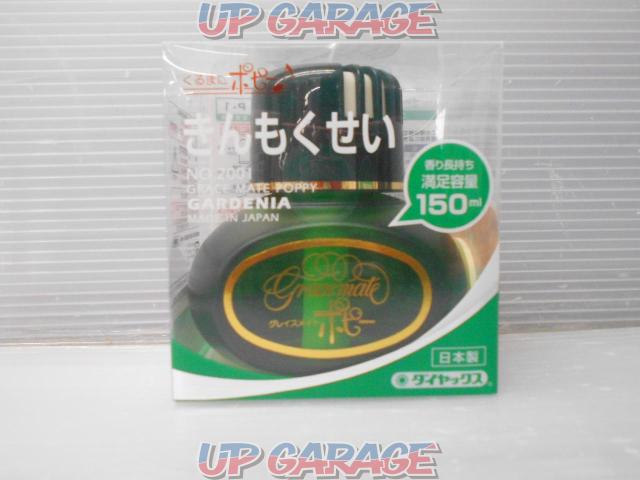 UP GARAGE
くるまにポピー♪
きんもくせい
NO.2001
GRACE MATE POPPY
GARDENIA
MADE IN JAPAN
香り長持ち
満足容量
150ml
Gracemate
グレイスメイト
ポピー
日本製
ダイヤックス
UP GARAGE